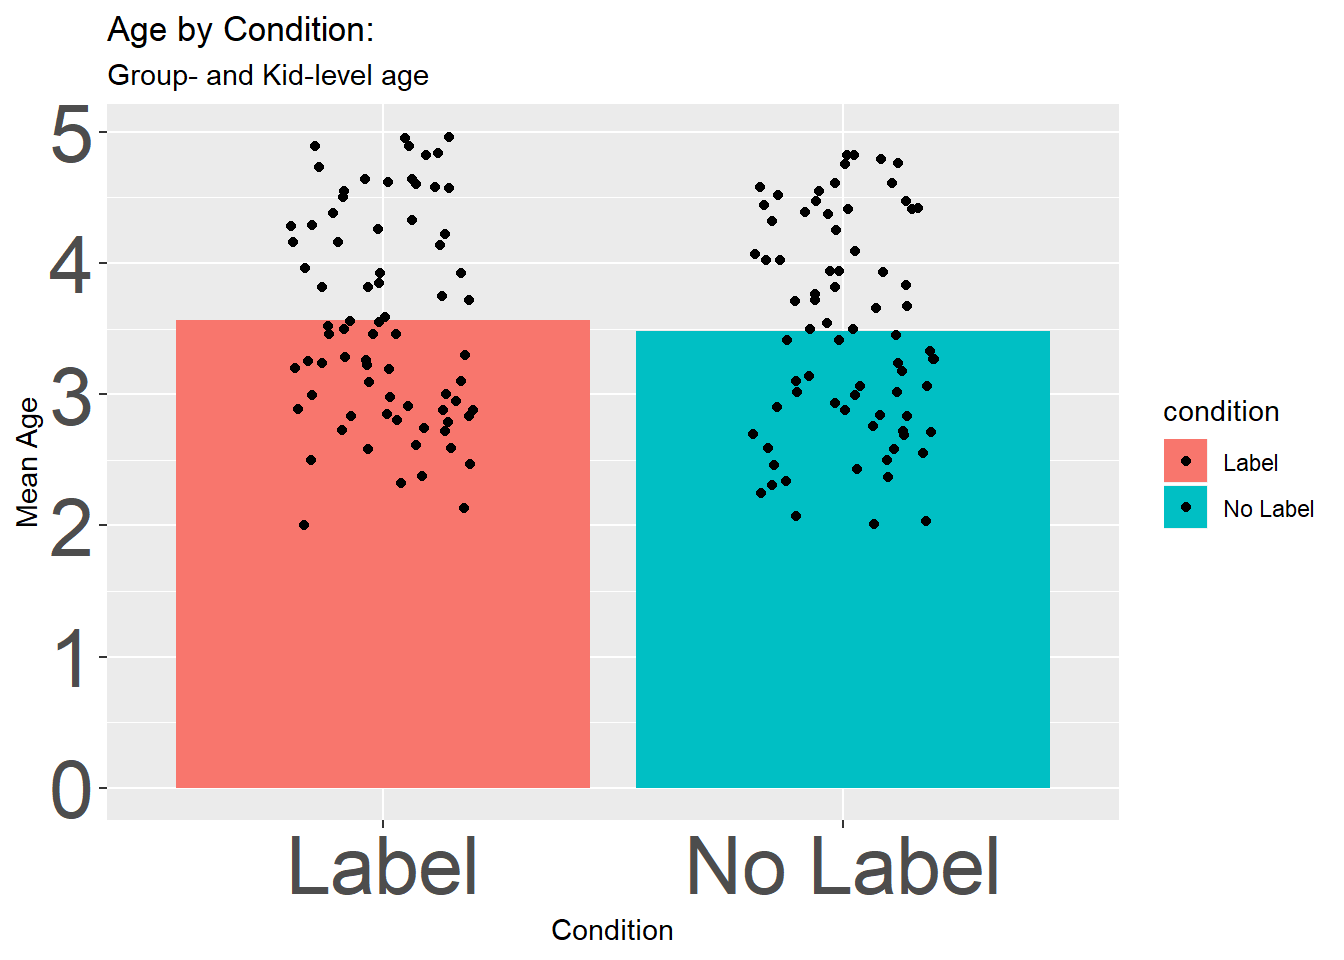 Age by Condition:
Group- and Kid-level age
5
4
3
2
1
0
Mean Age
Label
No Label
Condition
condition
Label
No Label